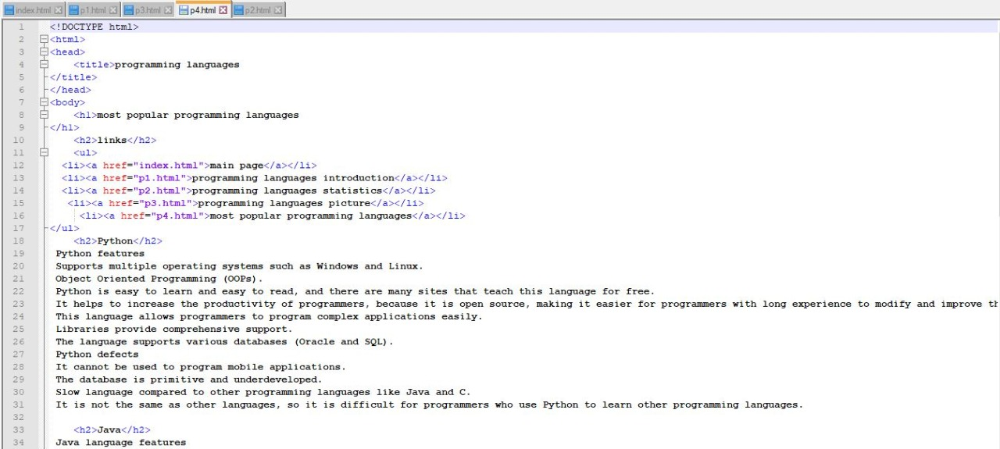 index.html p1.html p3.html p4.html p2.html
1 <!DOCTYPE html>
2 <html>
3 <head>
4 <title>programming languages
5 </title>
6 </head>
7 <body>
8 <h1>most popular programming languages
9 </h1>
10 <h2>links</h2>
11 <ul>
12 <li><a href="index.html">main page</a></li>
13 <li><a href="p1.html">programming languages introduction</a></li>
14 <li><a href="p2.html">programming languages statistics</a></li>
15 <li><a href="p3.html">programming languages picture</a></li>
16 <li><a href="p4.html">most popular programming languages</a></li>
17 </ul>
18 <h2>Python</h2>
19 Python features
20 Supports multiple operating systems such as Windows and Linux.
21 Object Oriented Programming (OOPs).
22 Python is easy to learn and easy to read, and there are many sites that teach this language for free.
23 It helps to increase the productivity of programmers, because it is open source, making it easier for programmers with long experience to modify and improve th
24 This language allows programmers to program complex applications easily.
25 Libraries provide comprehensive support.
26 The language supports various databases (Oracle and SQL).
27 Python defects
28 It cannot be used to program mobile applications.
29 The database is primitive and underdeveloped.
30 Slow language compared to other programming languages like Java and C.
31 It is not the same as other languages, so it is difficult for programmers who use Python to learn other programming languages.
32
33 <h2>Java</h2>
34 Java language features